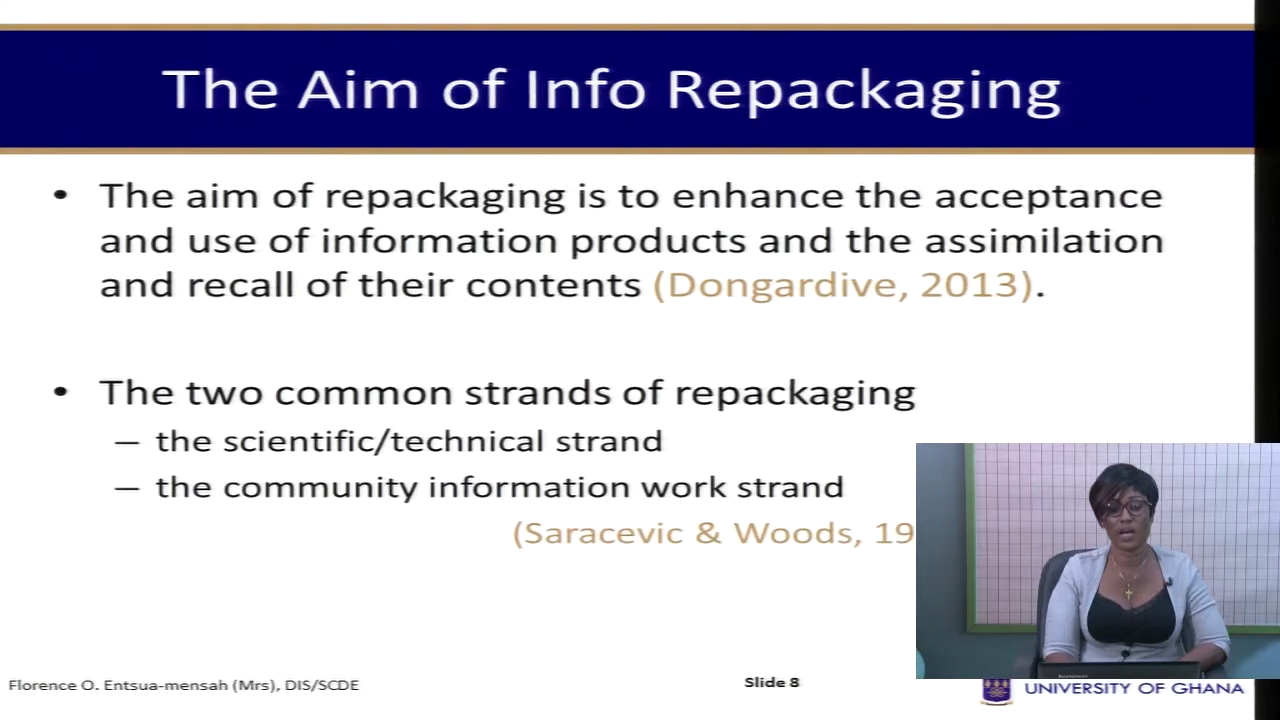 The Aim of Info Repackaging
• The aim of repackaging is to enhance the acceptance
and use of information products and the assimilation
and recall of their contents (Dongardive, 2013).
• The two common strands of repackaging
– the scientific/technical strand
– the community information work strand
(Saracevic & Woods, 19
Florence O. Entsua-mensah (Mrs), DIS/SCDE
Slide 8
UNIVERSITY OF GHANA